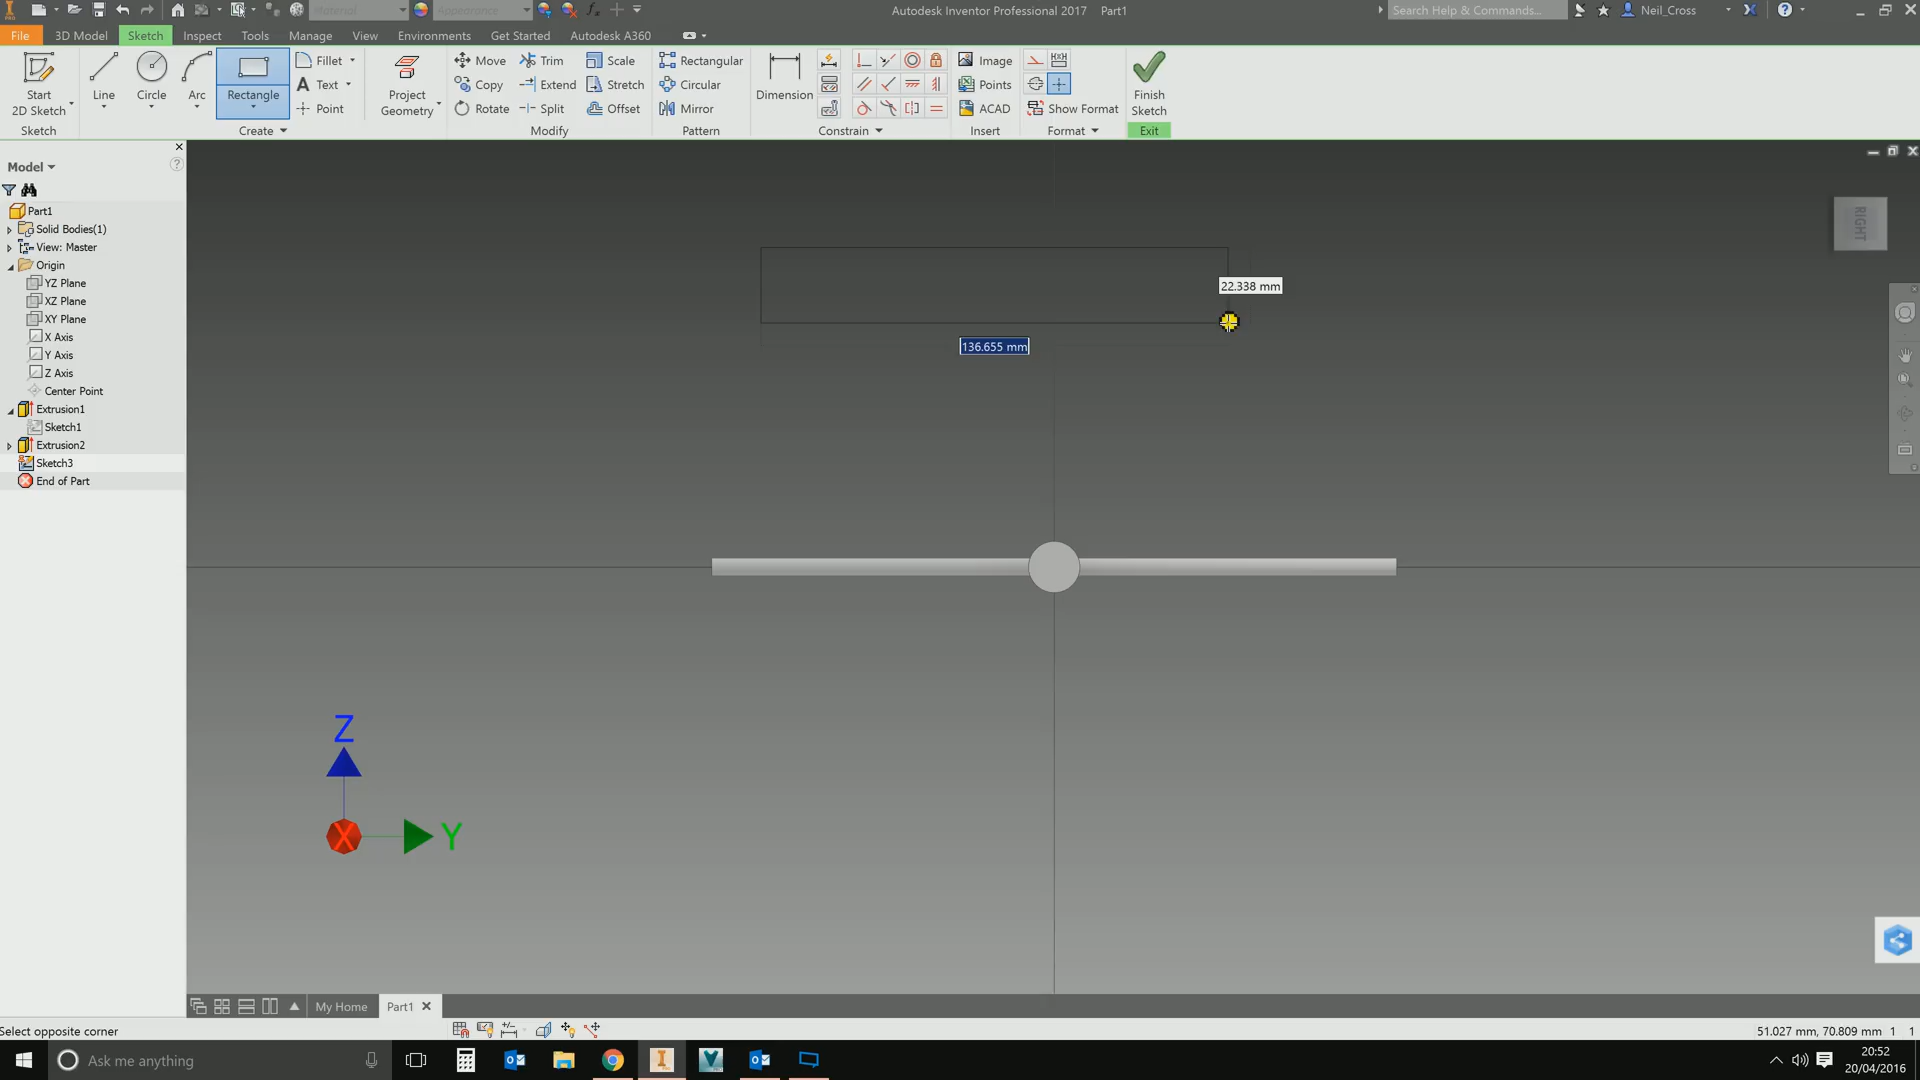 Material Appearance Autodesk Inventor Professional 2017 Part1 Search Help & Commands... Neil_Cross
File 3D Model Sketch Inspect Tools Manage View Environments Get Started Autodesk A360
Start 2D Sketch Line Circle Arc Rectangle Fillet Text Point Project Geometry Move Copy Rotate Trim Extend Split Scale Stretch Offset Rectangular Circular Mirror Dimension Image Points ACAD Show Format Finish Sketch
Sketch Create Modify Pattern Constrain Insert Format Exit
Model
Part1
Solid Bodies(1)
View: Master
Origin
YZ Plane
XZ Plane
XY Plane
X Axis
Y Axis
Z Axis
Center Point
Extrusion1
Sketch1
Extrusion2
Sketch3
End of Part
RIGHT
22.338 mm
136.655 mm
Z
X Y
My Home Part1
Select opposite corner 51.027 mm, 70.809 mm 1 1
Ask me anything
20:52
20/04/2016